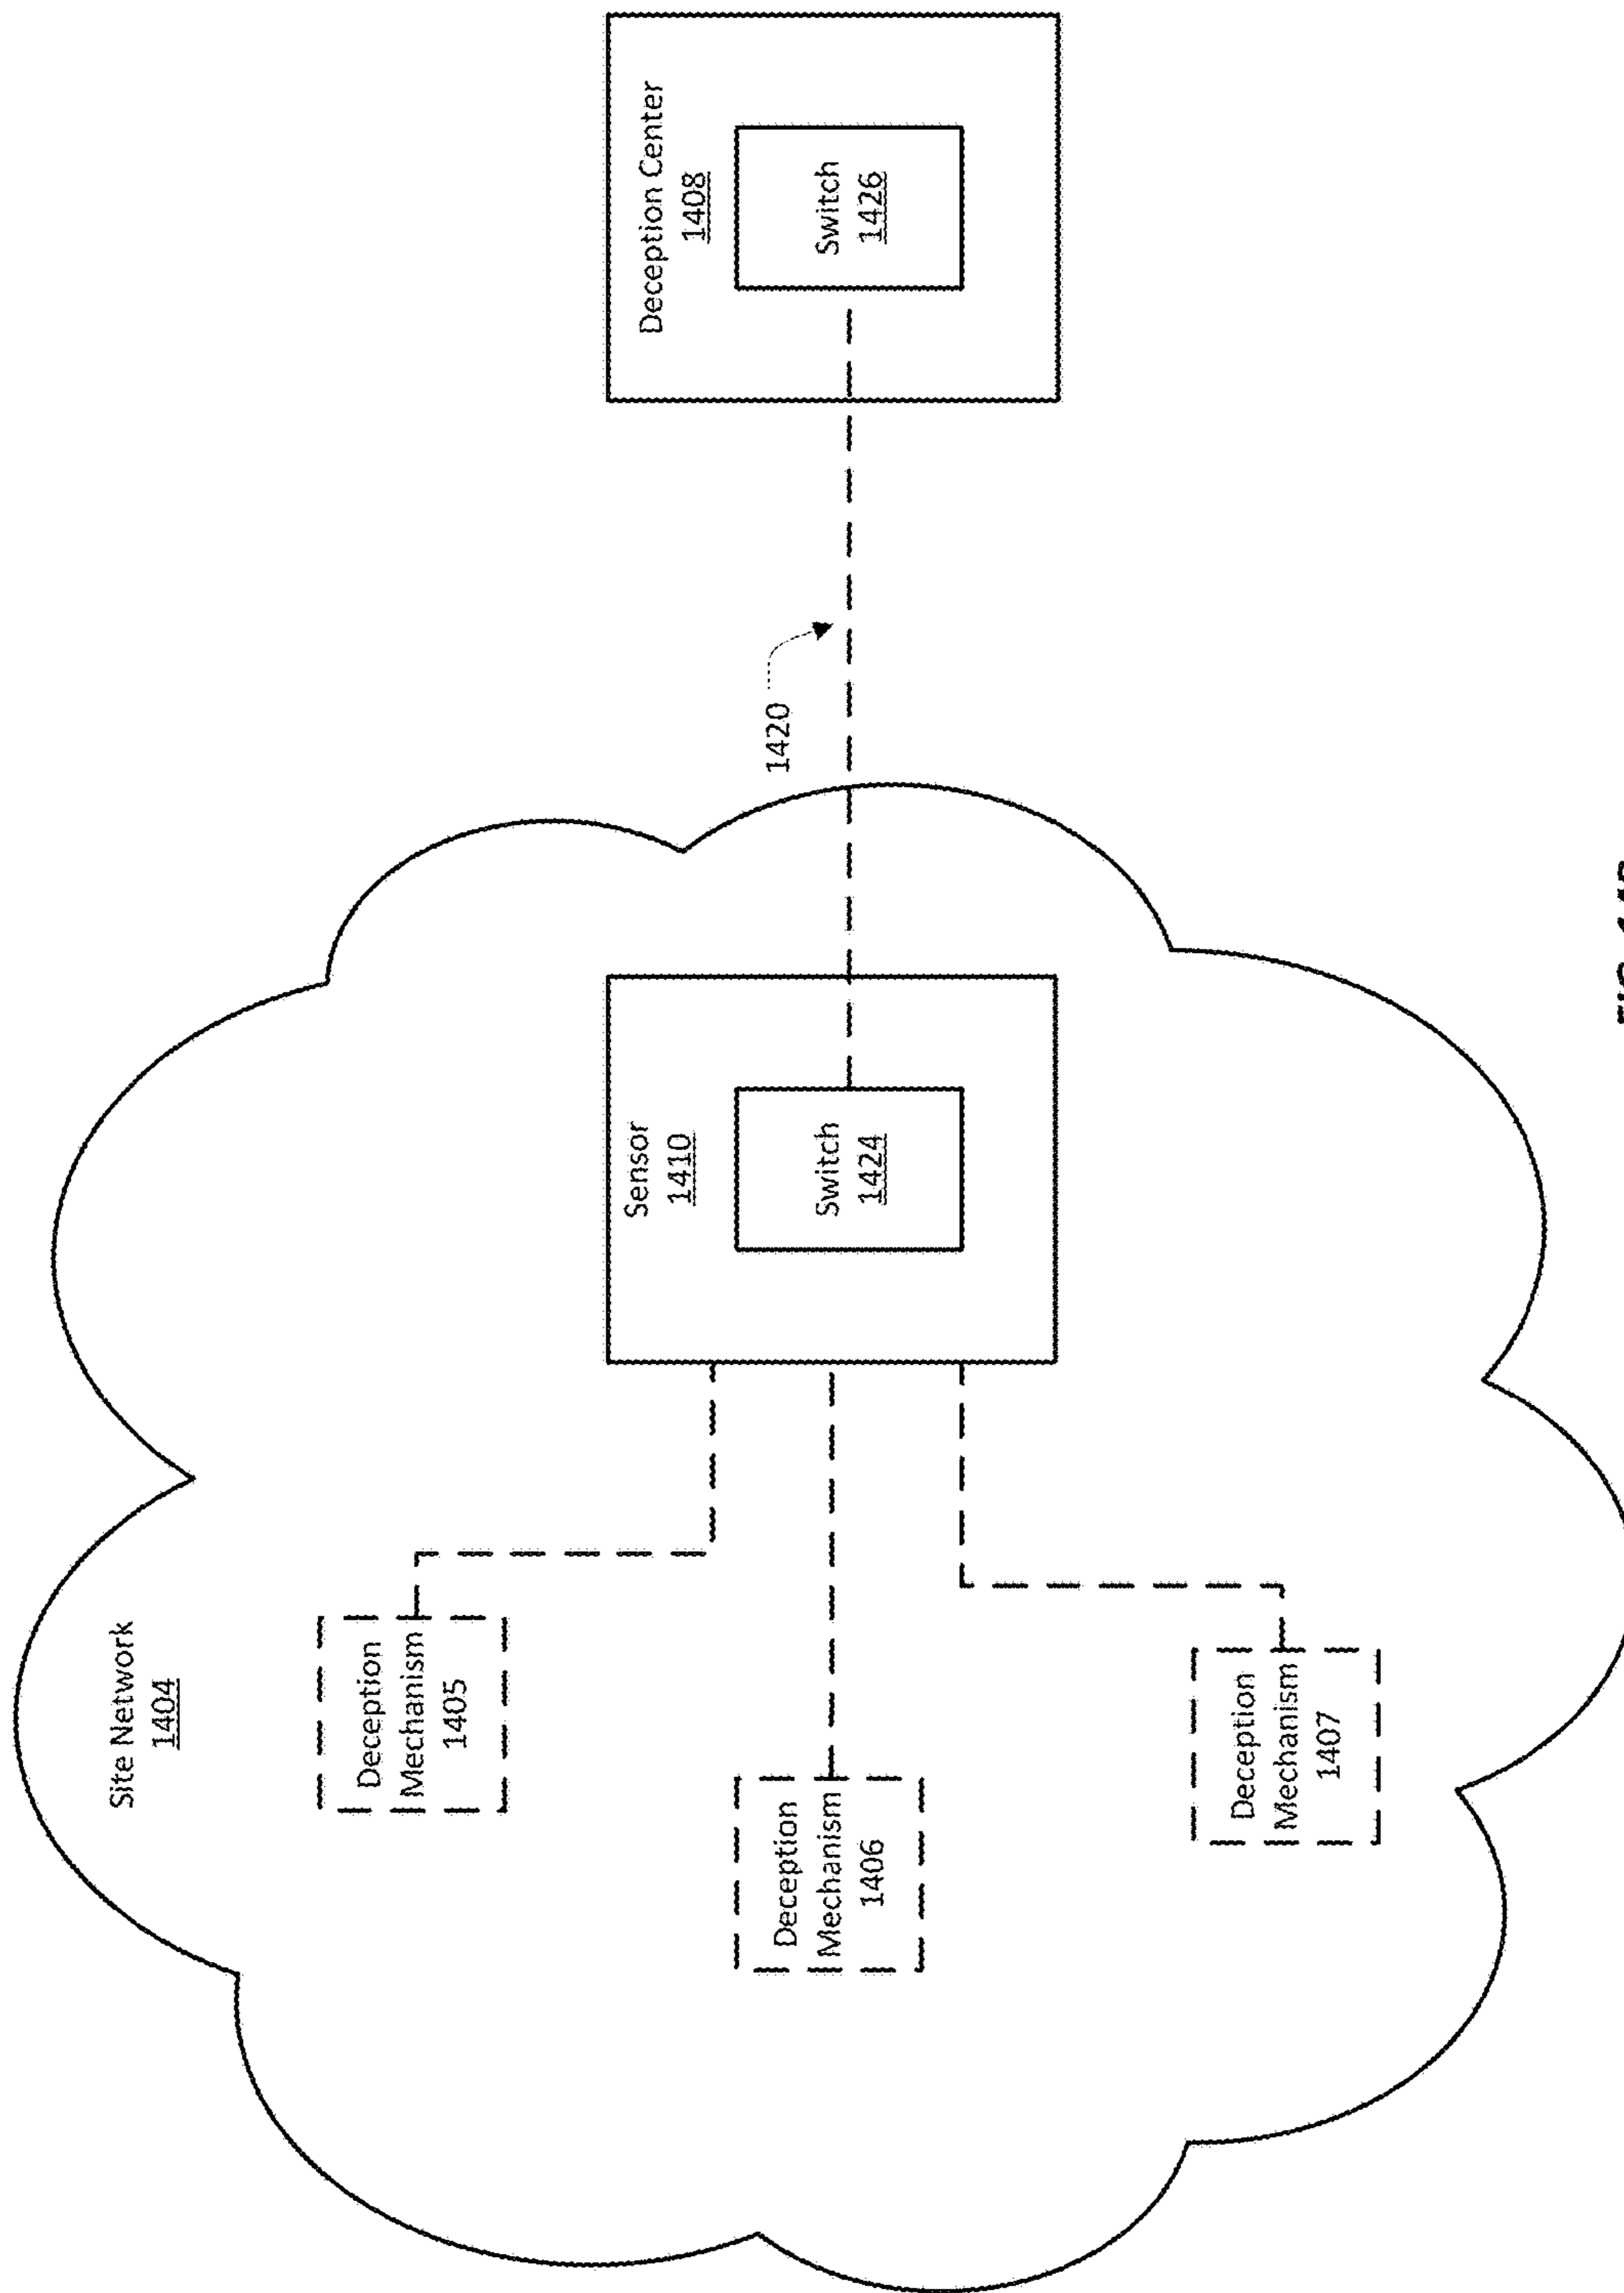 Site Network
1404
Deception
Mechanism
1405
Deception
Mechanism
1406
Deception
Mechanism
1407
Sensor
1410
Switch
1424
1420
Deception Center
1408
Switch
1426